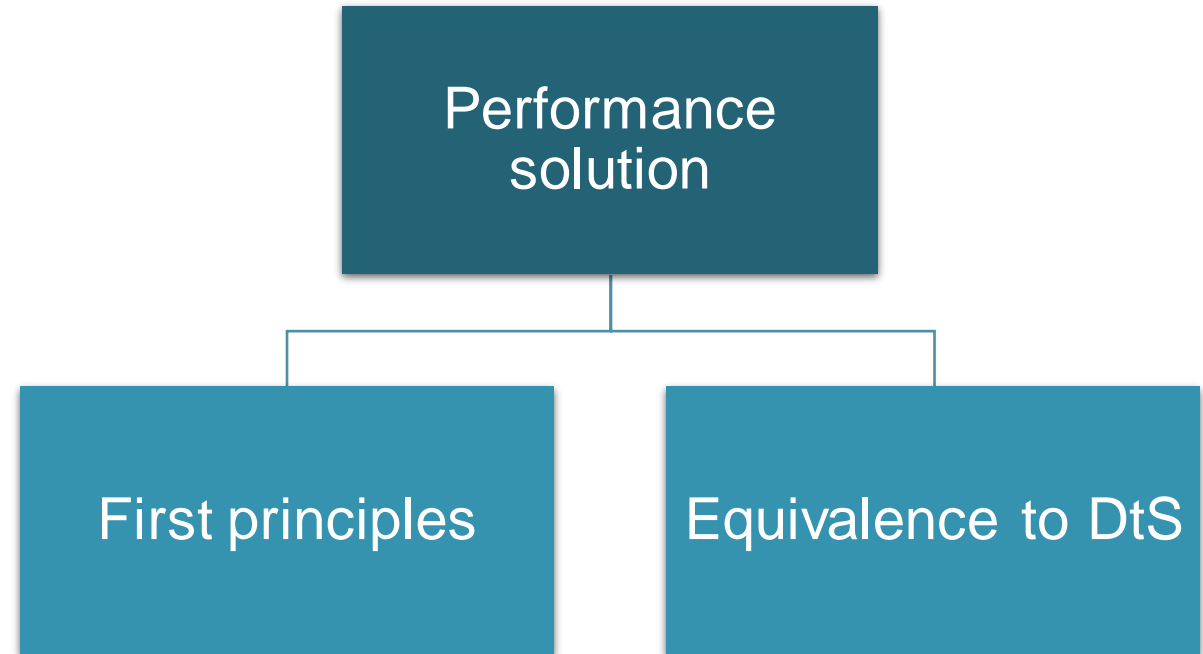 Performance
solution
First principles
Equivalence to DtS